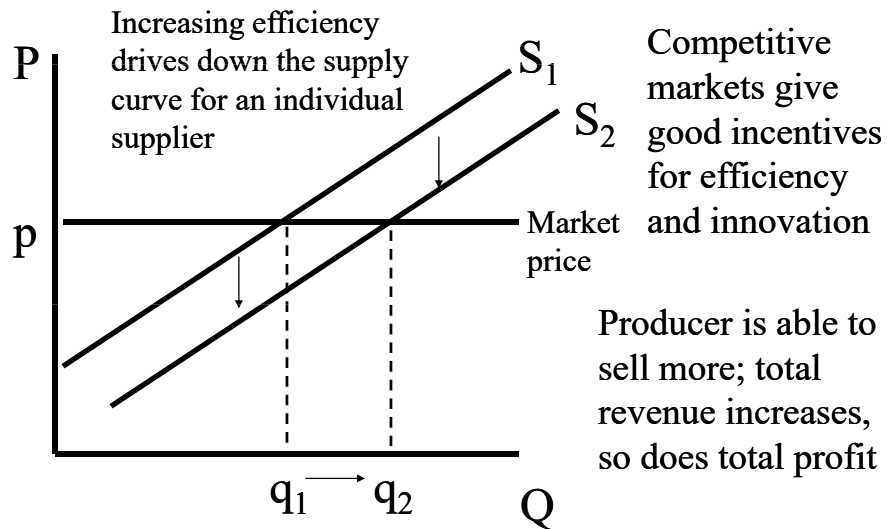 Increasing efficiency
drives down the supply
curve for an individual
supplier
P
S₁
S₂
Competitive
markets give
good incentives
for efficiency
and innovation
p
Market
price
Producer is able to
sell more; total
revenue increases,
so does total profit
q₁ q₂
Q